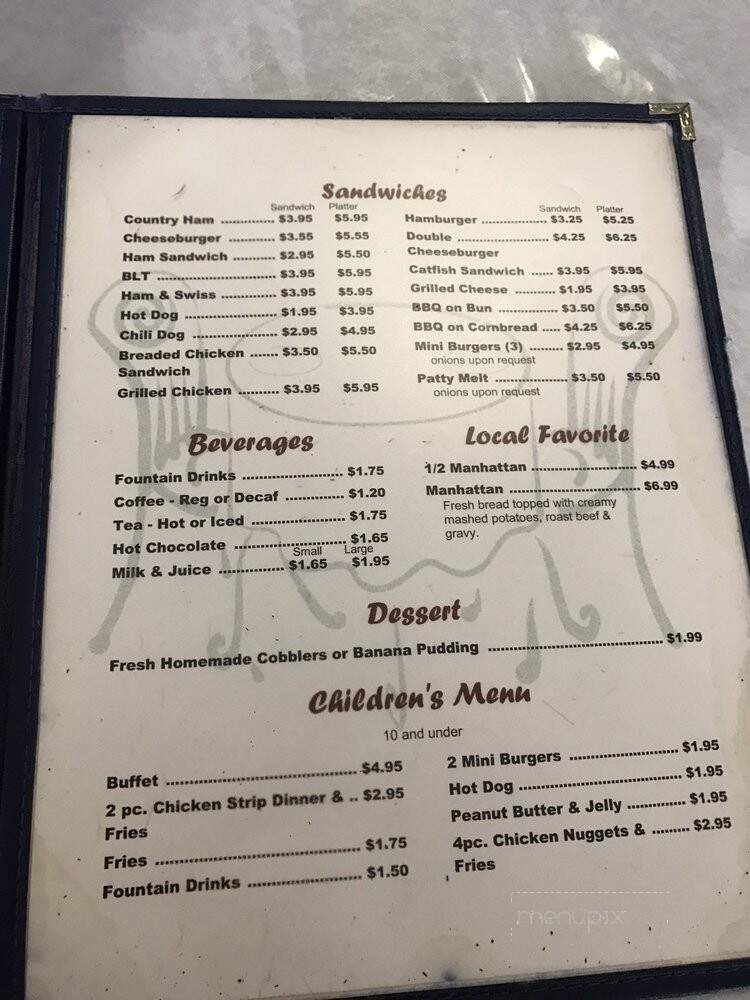 Sandwiches
Sandwich Platter
Country Ham .............. $3.95 $5.95
Cheeseburger ............ $3.55 $5.55
Ham Sandwich ........... $2.95 $5.50
BLT ............................... $3.95 $5.95
Ham & Swiss .............. $3.95 $5.95
Hot Dog ........................ $1.95 $3.95
Chili Dog ...................... $2.95 $4.95
Breaded Chicken ....... $3.50 $5.50
Sandwich
Grilled Chicken .......... $3.95 $5.95
Sandwich Platter
Hamburger ................. $3.25 $5.25
Double ........................ $4.25 $6.25
Cheeseburger
Catfish Sandwich ...... $3.95 $5.95
Grilled Cheese ........... $1.95 $3.95
BBQ on Bun ................ $3.50 $5.50
BBQ on Cornbread ..... $4.25 $6.25
Mini Burgers (3) ......... $2.95 $4.95
onions upon request
Patty Melt ................... $3.50 $5.50
onions upon request
Beverages
Fountain Drinks .......................... $1.75
Coffee - Reg or Decaf ............... $1.20
Tea - Hot or Iced ........................ $1.75
Hot Chocolate ............................ $1.65
Small Large
Milk & Juice ................ $1.65 $1.95
Local Favorite
1/2 Manhattan ............................ $4.99
Manhattan .................................. $6.99
Fresh bread topped with creamy
mashed potatoes, roast beef &
gravy.
Dessert
Fresh Homemade Cobblers or Banana Pudding ............................................. $1.99
Children's Menu
10 and under
Buffet ................................................ $4.95
2 pc. Chicken Strip Dinner & .. $2.95
Fries
Fries .................................................. $1.75
Fountain Drinks ............................. $1.50
2 Mini Burgers ............................ $1.95
Hot Dog ......................................... $1.95
Peanut Butter & Jelly ............... $1.95
4pc. Chicken Nuggets & ......... $2.95
Fries
menupix